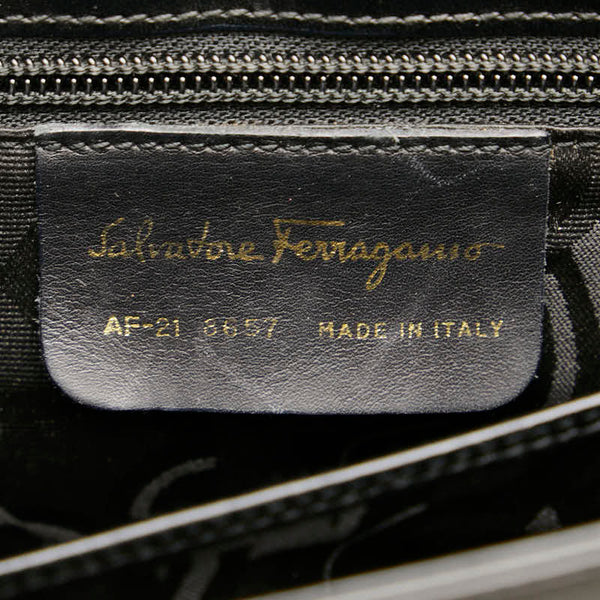 Salvatore Ferragamo
AF-21 8657 MADE IN ITALY